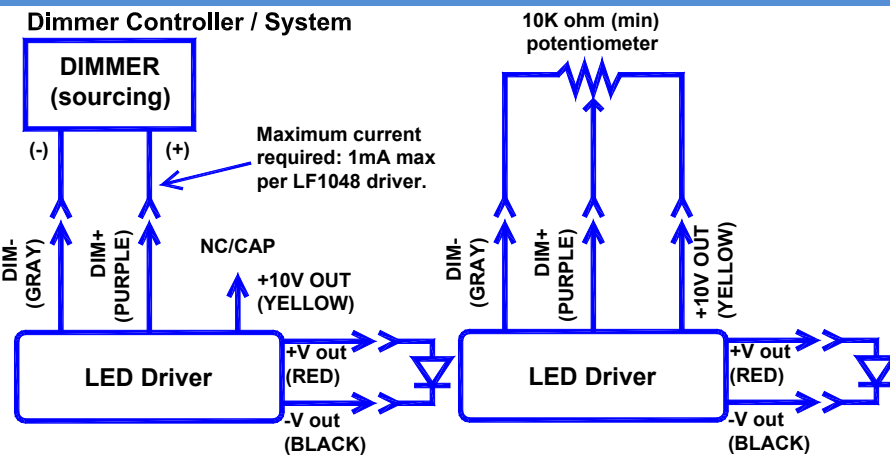 Dimmer Controller / System
DIMMER
(sourcing)
(-)
(+)
Maximum current
required: 1mA max
per LF1048 driver.
DIM-
(GRAY)
DIM+
(PURPLE)
NC/CAP
+10V OUT
(YELLOW)
LED Driver
+V out
(RED)
-V out
(BLACK)
10K ohm (min)
potentiometer
DIM-
(GRAY)
DIM+
(PURPLE)
+10V OUT
(YELLOW)
LED Driver
+V out
(RED)
-V out
(BLACK)